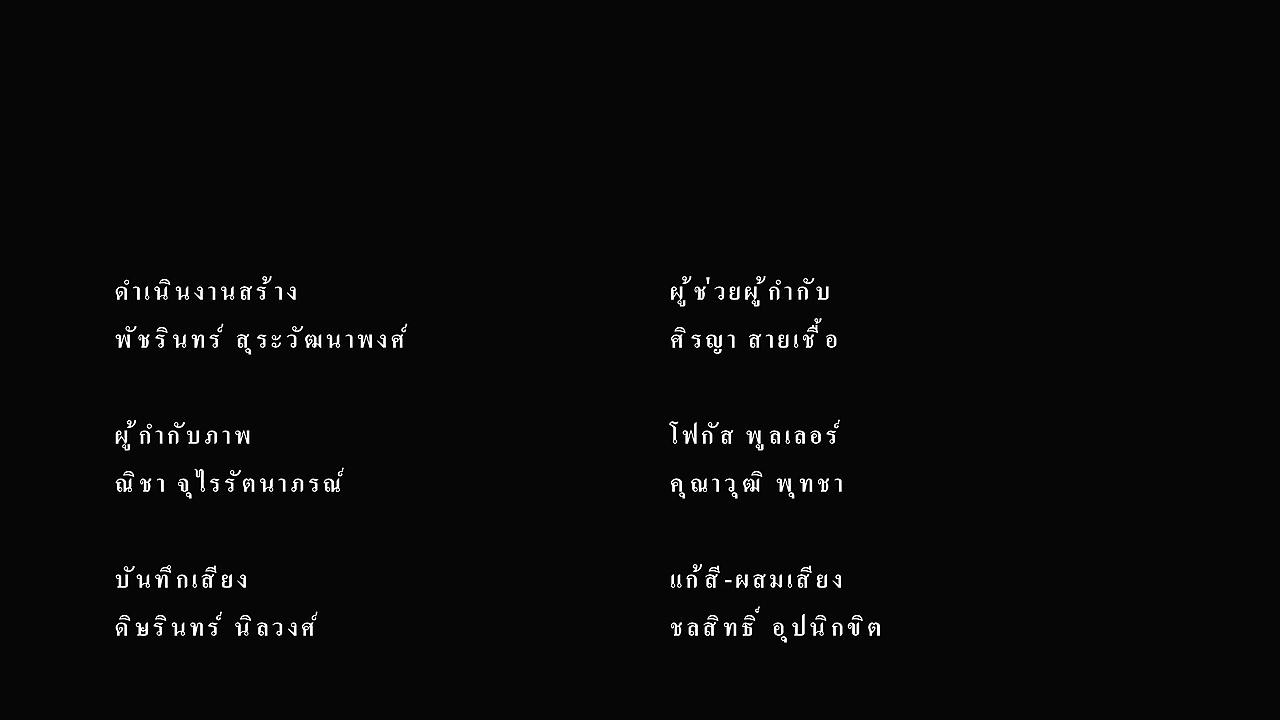 ดำเนินงานสร้าง
พัชรินทร์ สุระวัฒนาพงศ์
ผู้กำกับภาพ
ณิชา จุไรรัตนาภรณ์
บันทึกเสียง
ดิษรินทร์ นิลวงศ์
ผู้ช่วยผู้กำกับ
ศิรญา สายเชื้อ
โฟกัส พูลเลอร์
คุณาวุฒิ พุทชา
แก้สี-ผสมเสียง
ชลสิทธิ์ อุปนิกขิต